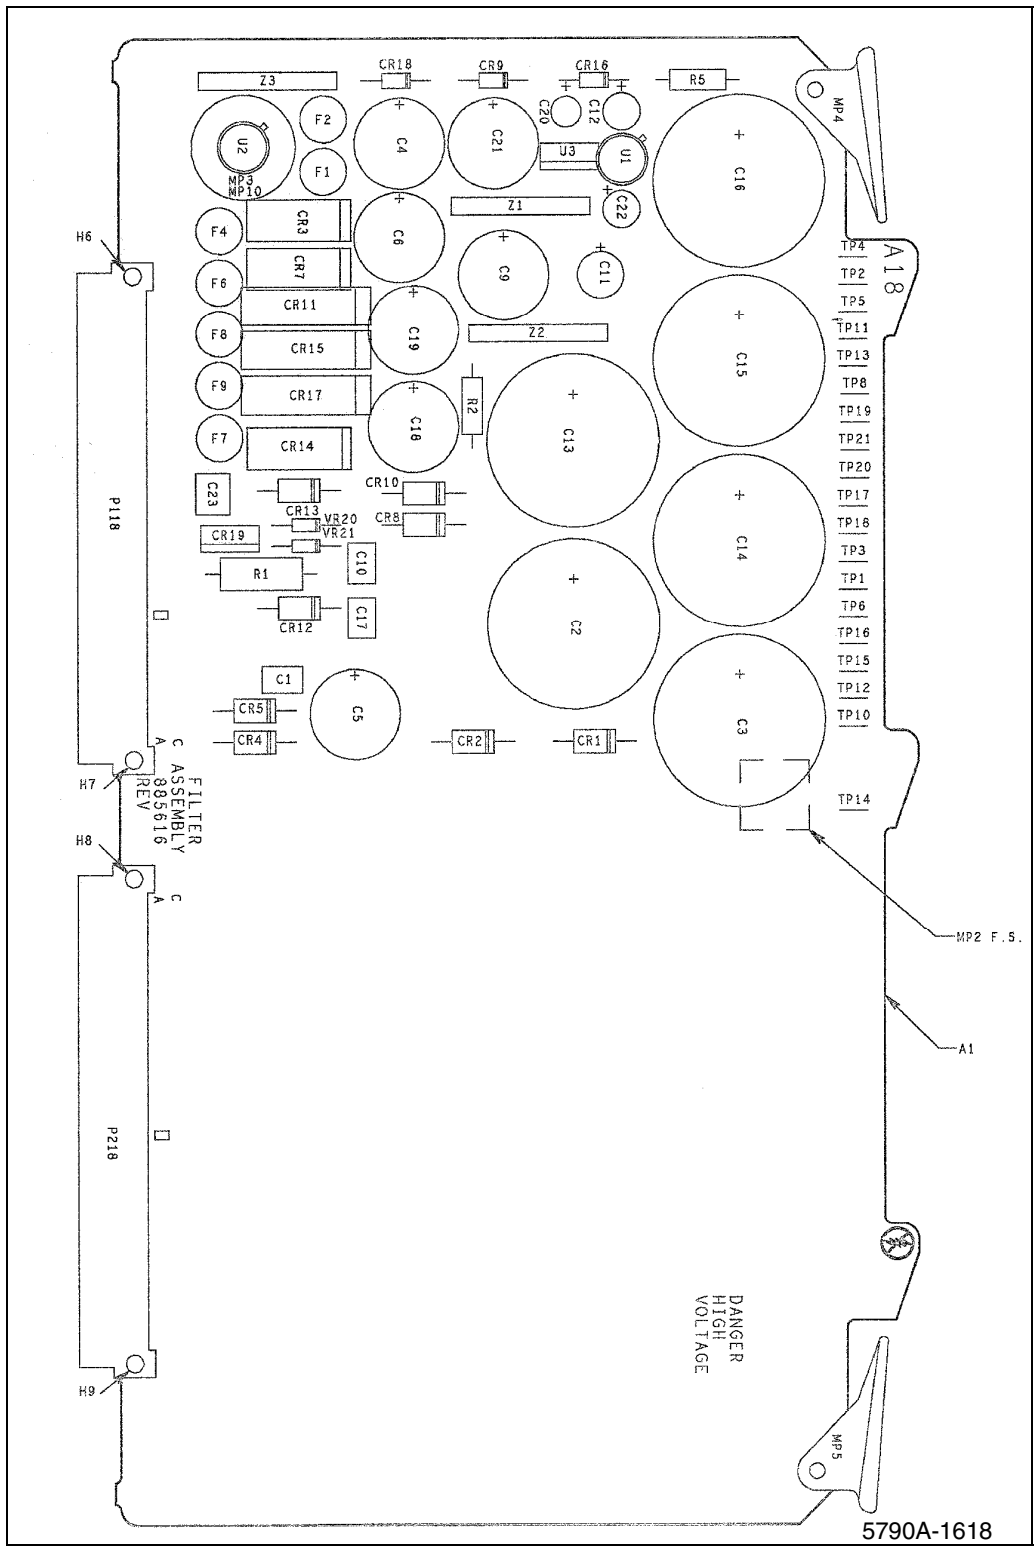 CR18
CR9
CR16
Z3
R5
C20
C12
MP4
F2
C4
C21
U2
U3
U1
C16
F1
MP3
MP10
CR3
Z1
C22
F4
C6
H6
TP4
A18
CR7
C9
C11
TP2
F6
CR11
TP5
C19
Z2
TP11
F8
CR15
C15
TP13
F9
CR17
R2
TP8
C18
C13
TP19
F7
CR14
TP21
TP20
CR10
C23
P118
CR13
VR20
CR8
TP17
CR19
VR21
TP18
C10
C14
TP3
R1
TP1
CR12
C17
C2
TP6
TP16
TP15
C1
TP12
CR5
C5
C3
TP10
CR4
CR2
CR1
C
A
H7
FILTER
ASSEMBLY
885616
REV
TP14
H8
C
A
MP2 F.S.
A1
P218
DANGER
HIGH
VOLTAGE
H9
MP5
5790A-1618